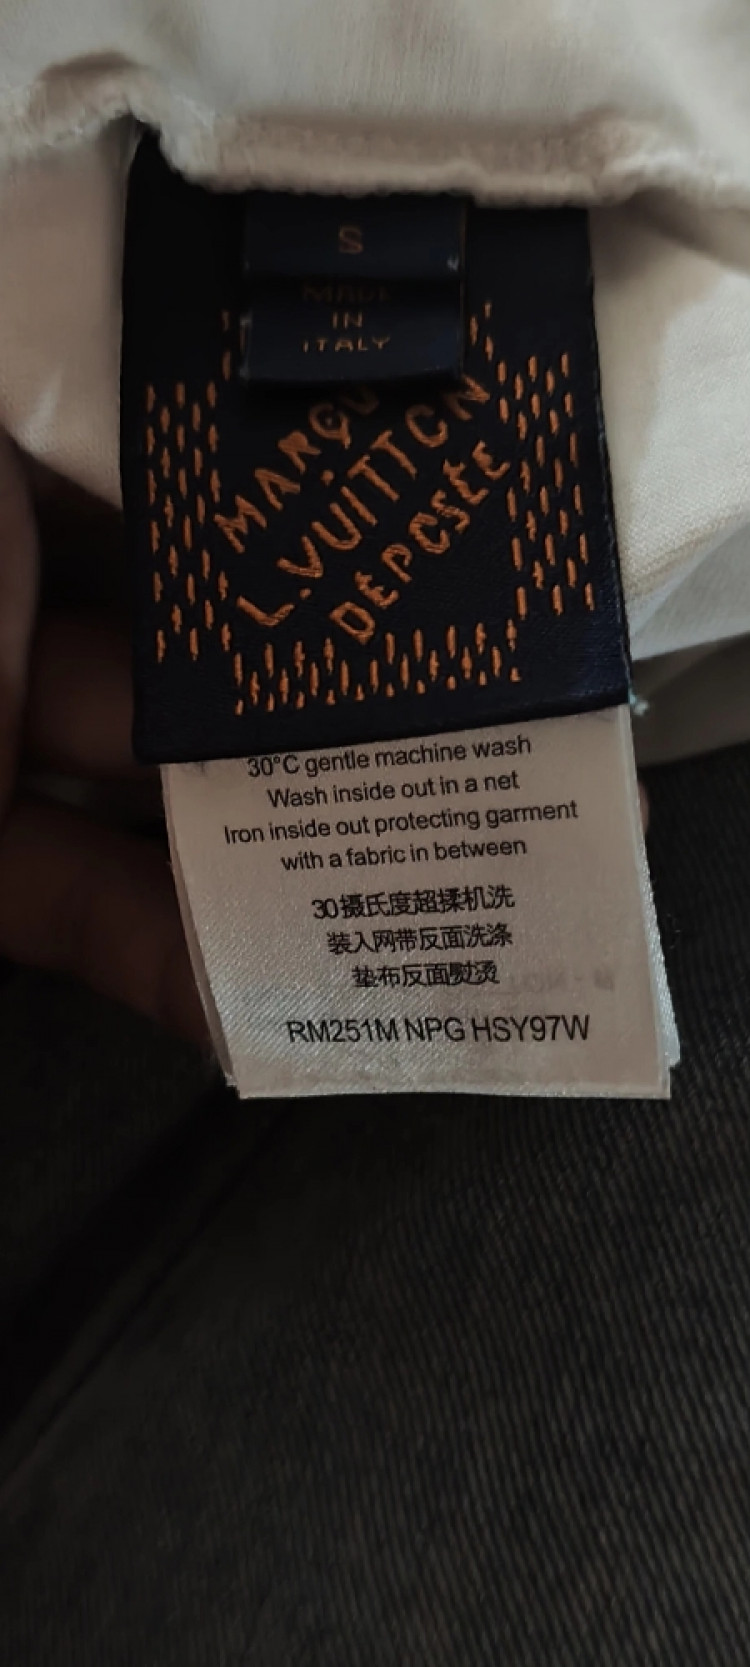 S
MADE
IN
ITALY
MARQU
L.VUITTON
DÉPOSÉE
30°C gentle machine wash
Wash inside out in a net
Iron inside out protecting garment
with a fabric in between
30摄氏度超揉机洗
装入网带反面洗涤
垫布反面熨烫
RM251M NPG HSY97W